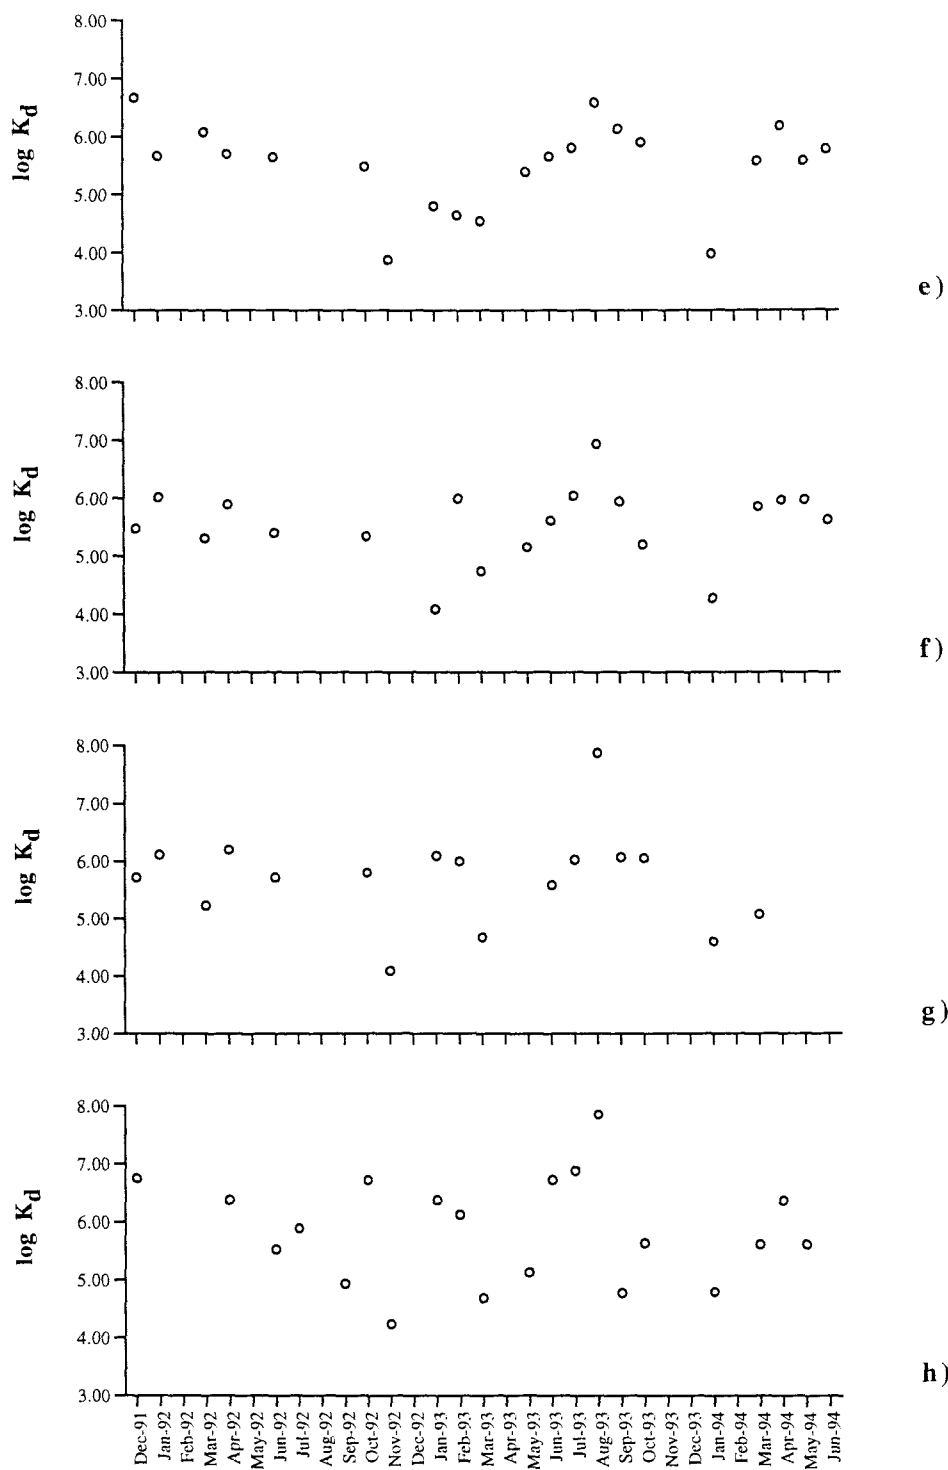 8.00
7.00
6.00
5.00
4.00
3.00
log Kd
e)
8.00
7.00
6.00
5.00
4.00
3.00
log Kd
f)
8.00
7.00
6.00
5.00
4.00
3.00
log Kd
g)
8.00
7.00
6.00
5.00
4.00
3.00
log Kd
h)
Dec-91
Jan-92
Feb-92
Mar-92
Apr-92
May-92
Jun-92
Jul-92
Aug-92
Sep-92
Oct-92
Nov-92
Dec-92
Jan-93
Feb-93
Mar-93
Apr-93
May-93
Jun-93
Jul-93
Aug-93
Sep-93
Oct-93
Nov-93
Dec-93
Jan-94
Feb-94
Mar-94
Apr-94
May-94
Jun-94